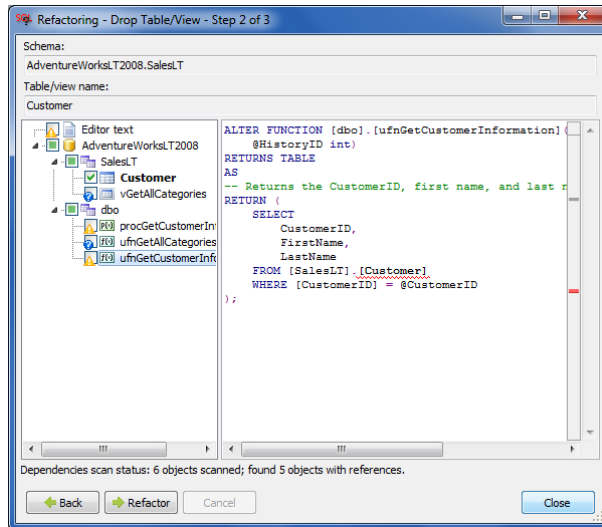 Refactoring - Drop Table/View - Step 2 of 3
Schema:
AdventureWorksLT2008.SalesLT
Table/view name:
Customer
Editor text
AdventureWorksLT2008
SalesLT
Customer
vGetAllCategories
dbo
procGetCustomerIn
ufnGetAllCategories
ufnGetCustomerInfo
ALTER FUNCTION [dbo].[ufnGetCustomerInformation](
@HistoryID int)
RETURNS TABLE
AS
-- Returns the CustomerID, first name, and last n
RETURN (
SELECT
CustomerID,
FirstName,
LastName
FROM [SalesLT].[Customer]
WHERE [CustomerID] = @CustomerID
);
Dependencies scan status: 6 objects scanned; found 5 objects with references.
Back
Refactor
Cancel
Close